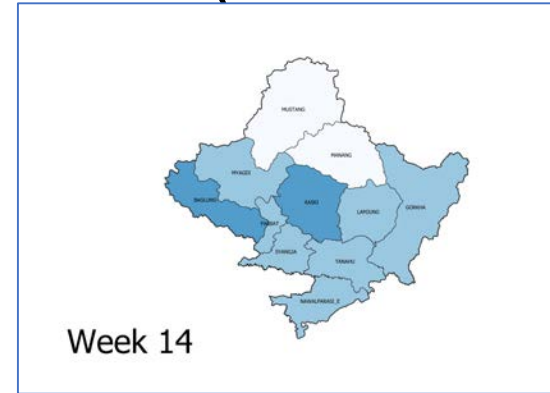 MUSTANG
MANANG
MYAGDI
BAGLUNG
KASKI
LAMJUNG
GORKHA
PARBAT
SYANGJA
TANAHU
NAWALPARASI_E
Week 14